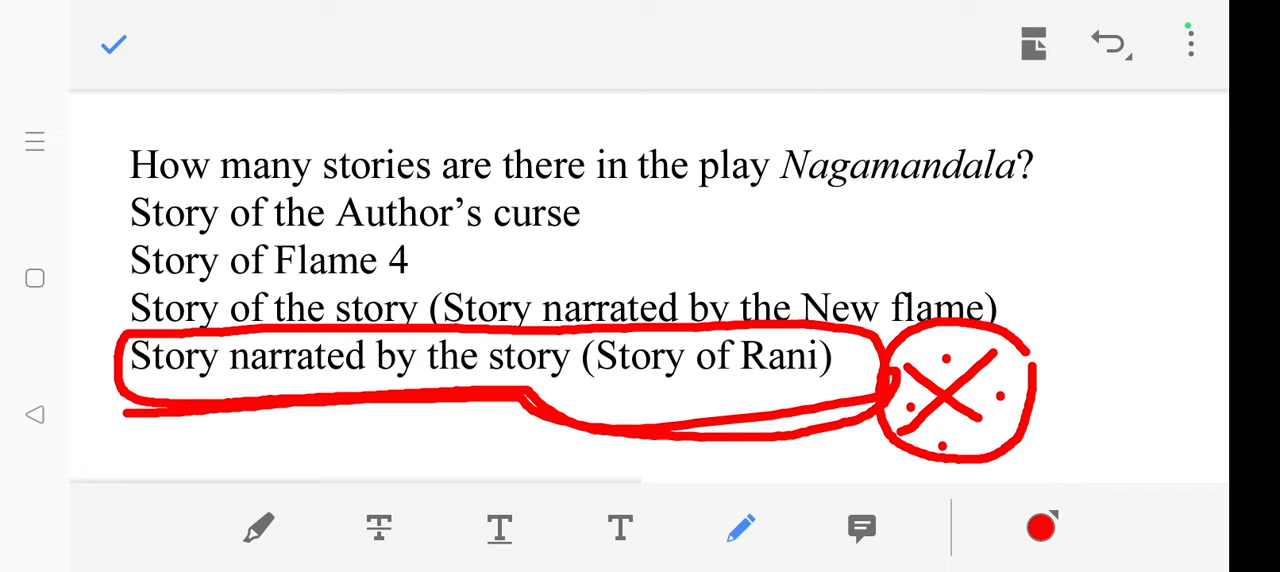 How many stories are there in the play Nagamandala?
Story of the Author's curse
Story of Flame 4
Story of the story (Story narrated by the New flame)
Story narrated by the story (Story of Rani)